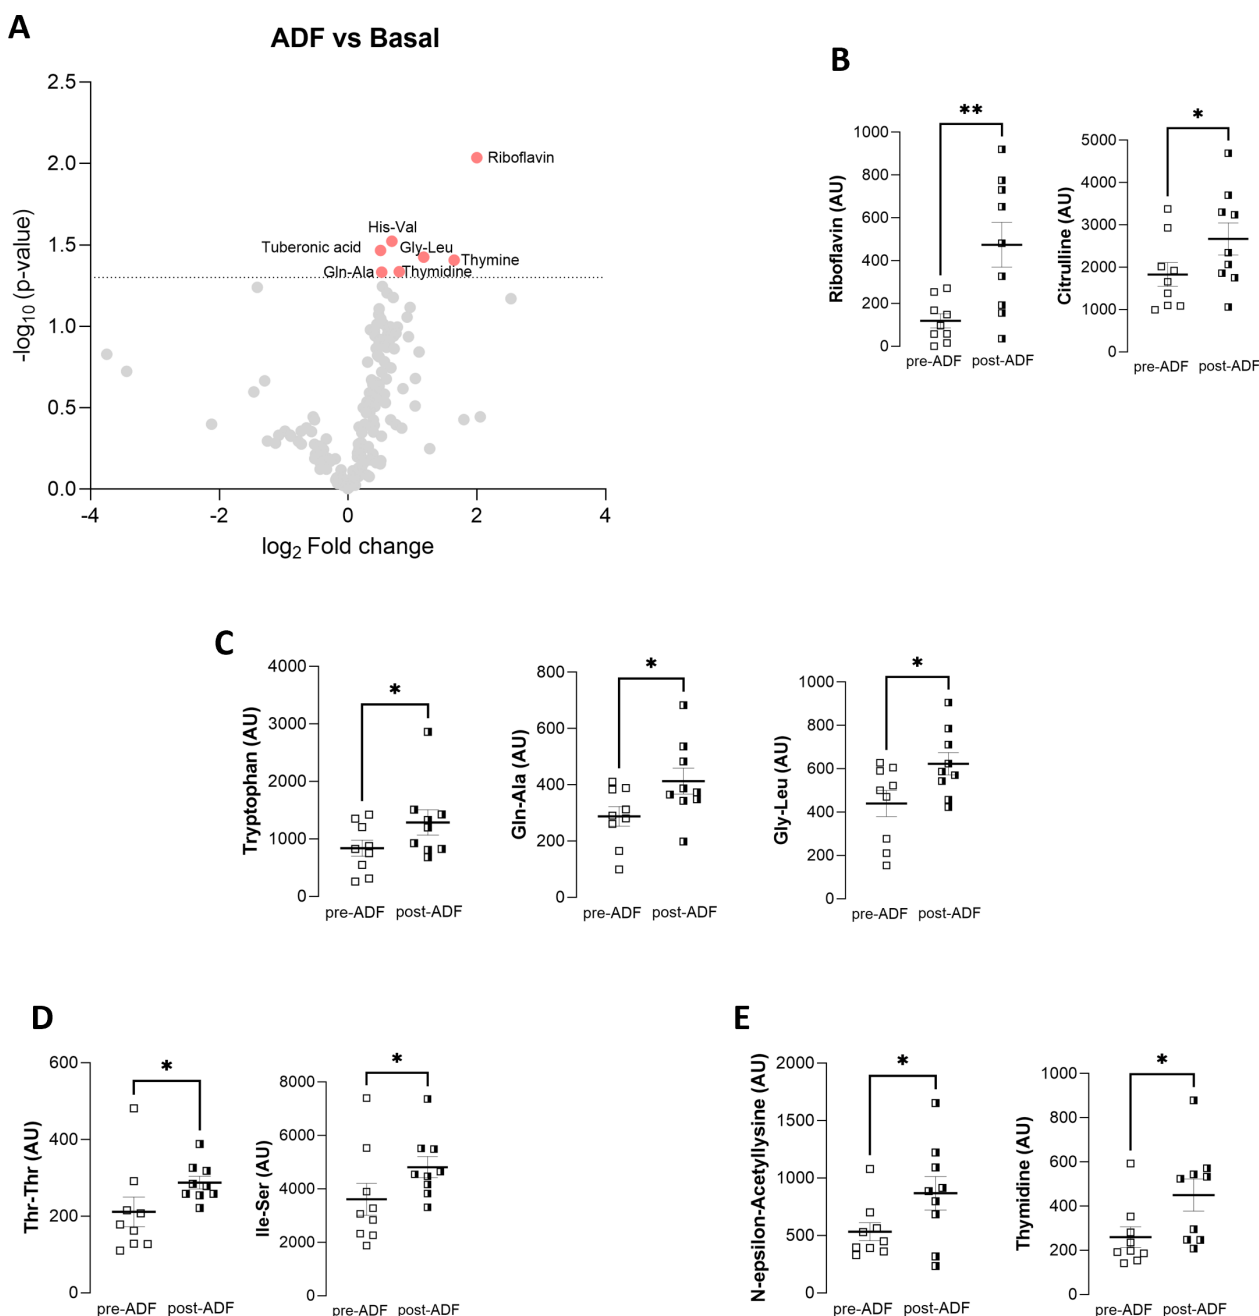 A
ADF vs Basal
2.5
2.0
1.5
1.0
0.5
0.0
-log10 (p-value)
Riboflavin
His-Val
Tuberonic acid
Gly-Leu
Thymine
Gln-Ala
Thymidine
-4
-2
0
2
4
log2 Fold change
B
**
1000
800
600
400
200
0
Riboflavin (AU)
pre-ADF
post-ADF
*
5000
4000
3000
2000
1000
0
Citrulline (AU)
pre-ADF
post-ADF
C
*
4000
3000
2000
1000
0
Tryptophan (AU)
pre-ADF
post-ADF
*
800
600
400
200
0
Gln-Ala (AU)
pre-ADF
post-ADF
*
1000
800
600
400
200
0
Gly-Leu (AU)
pre-ADF
post-ADF
D
*
600
400
200
0
Thr-Thr (AU)
pre-ADF
post-ADF
*
8000
6000
4000
2000
0
Ile-Ser (AU)
pre-ADF
post-ADF
E
*
2000
1500
1000
500
0
N-epsilon-Acetyllysine (AU)
pre-ADF
post-ADF
*
1000
800
600
400
200
0
Thymidine (AU)
pre-ADF
post-ADF